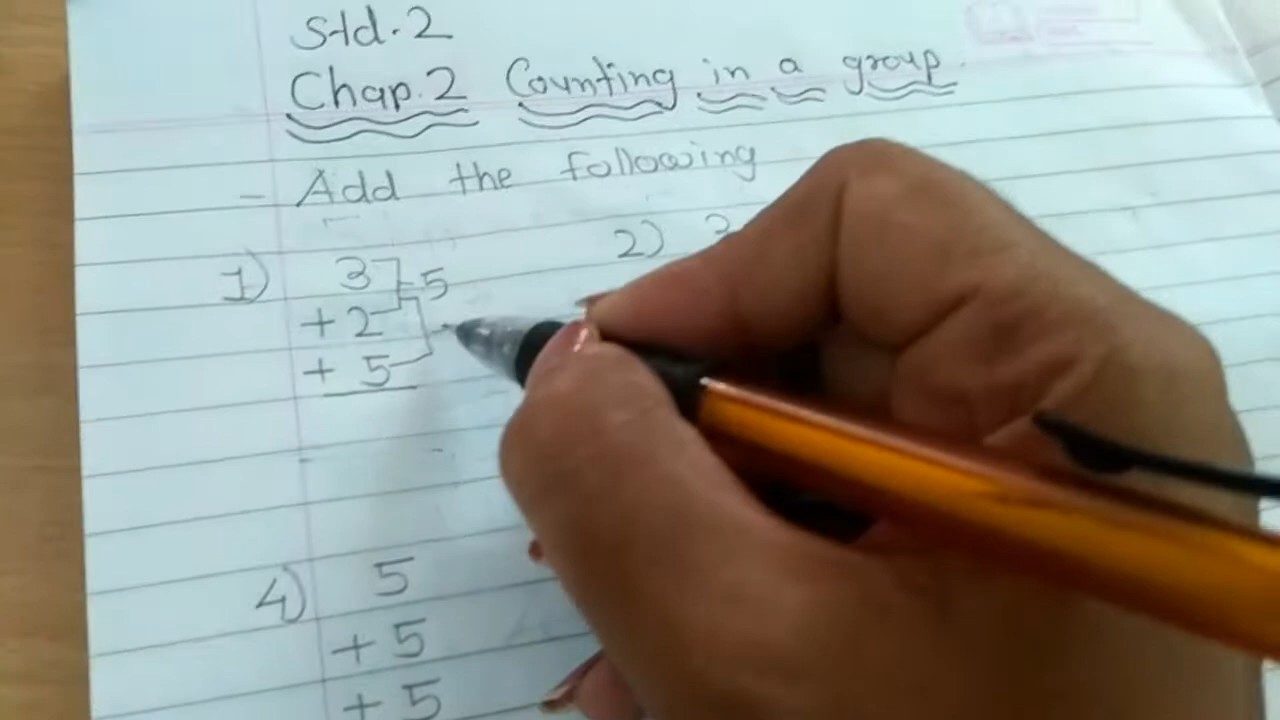 Std. 2
Chap. 2 Counting in a group.
- Add the following
1) 3 5
+ 2
+ 5
2) 3
4) 5
+ 5
+ 5